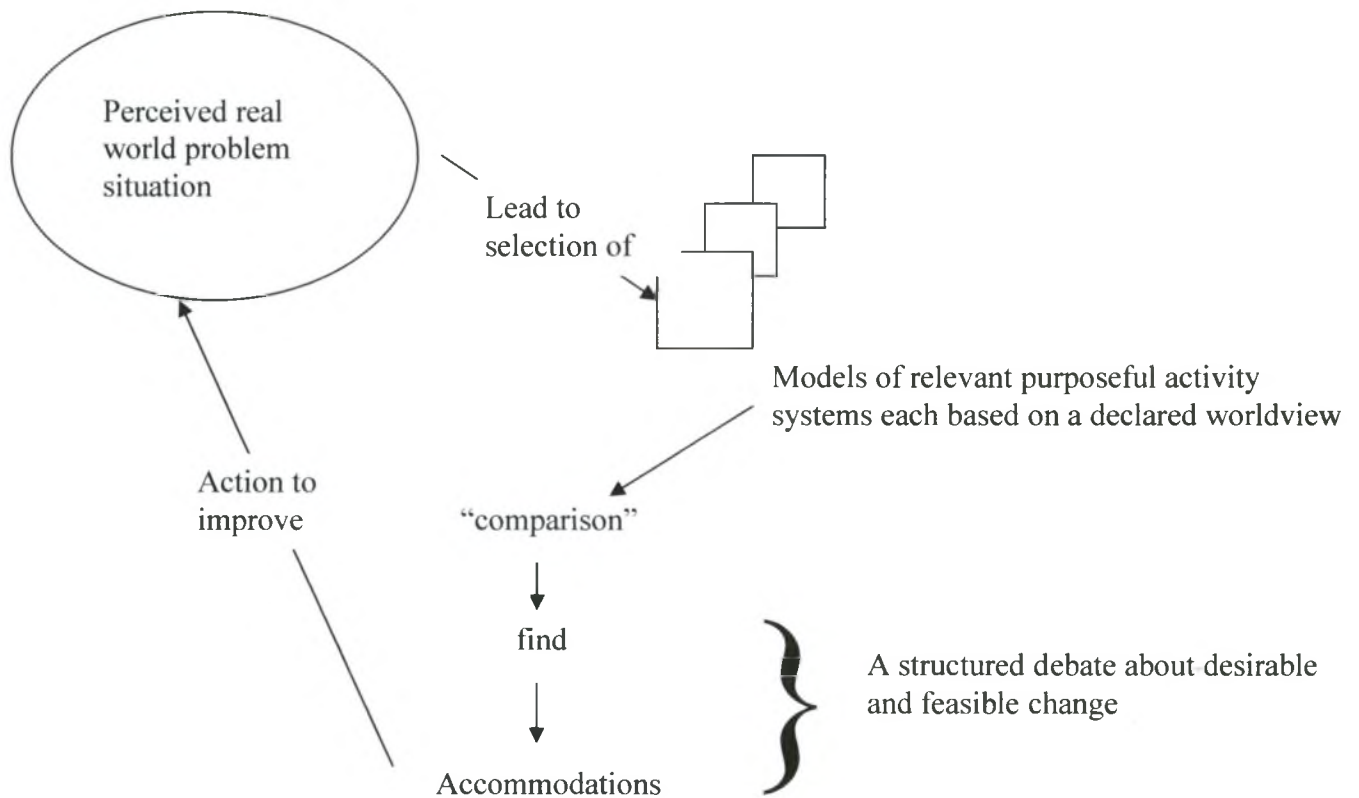 Perceived real
world problem
situation
Lead to
selection of
Models of relevant purposeful activity
systems each based on a declared worldview
Action to
improve
“comparison”
find
A structured debate about desirable
and feasible change
Accommodations